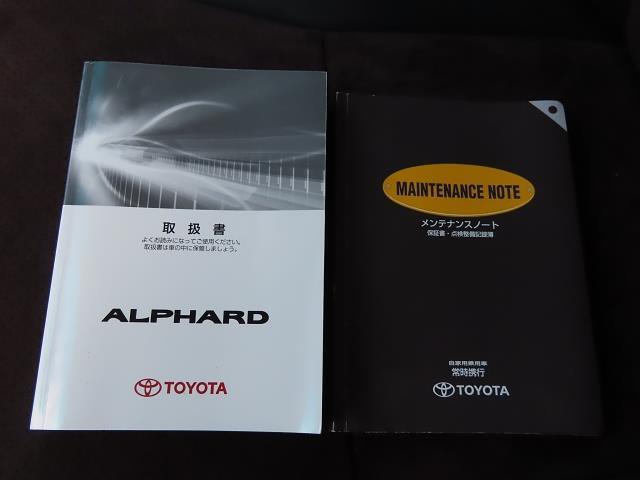 取扱書
よくお読みになってご使用ください。
取扱書は車の中に保管しましょう。
ALPHARD
TOYOTA
MAINTENANCE NOTE
メンテナンスノート
保証書・点検整備記録簿
自家用乗用車
常時携行
TOYOTA